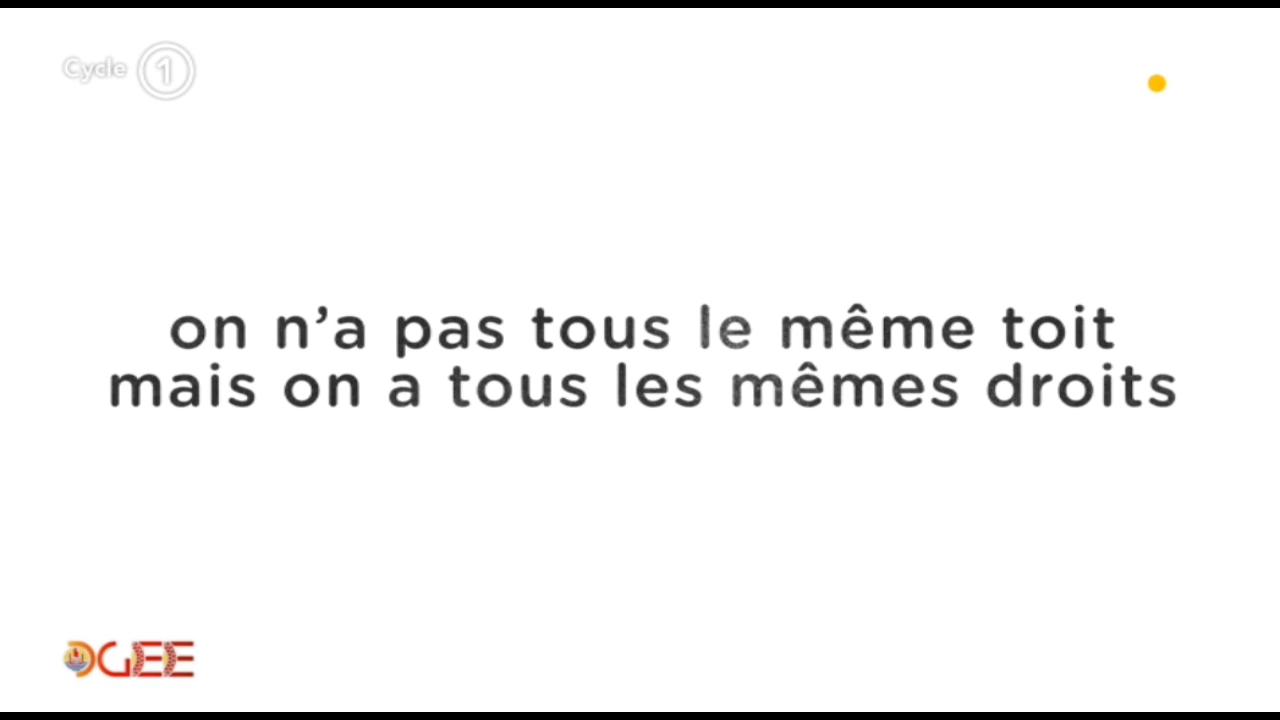 Cycle 1
on n’a pas tous le même toit
mais on a tous les mêmes droits
DGEE